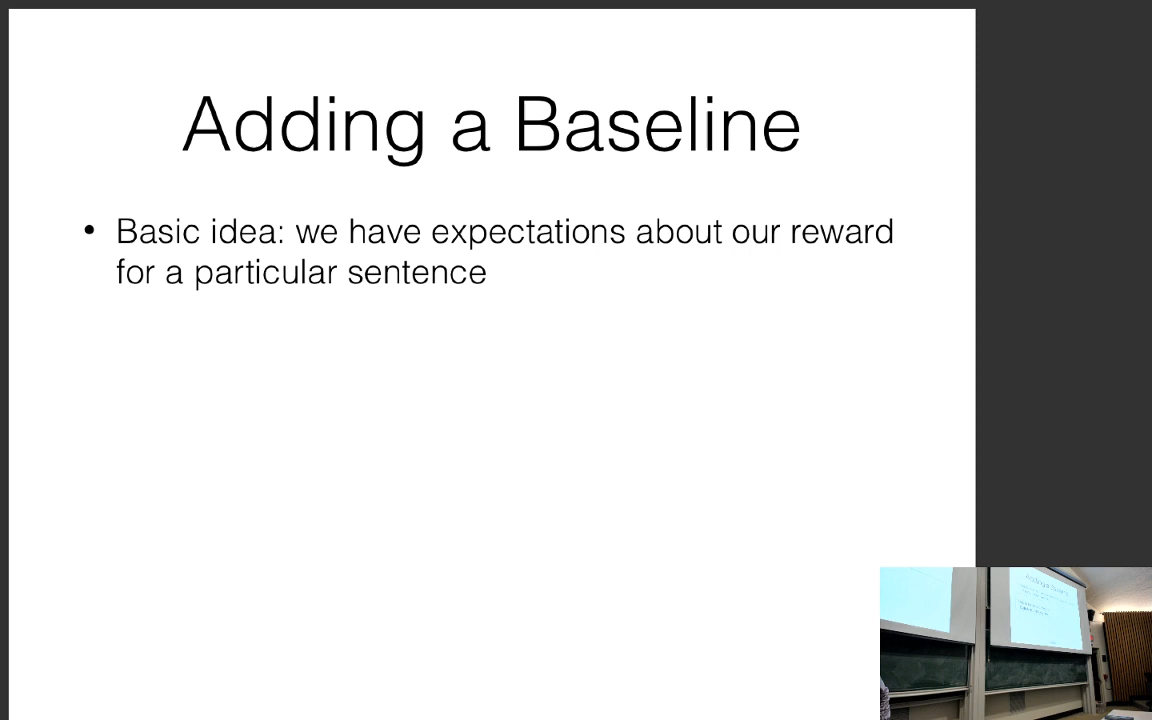 Adding a Baseline
• Basic idea: we have expectations about our reward
for a particular sentence